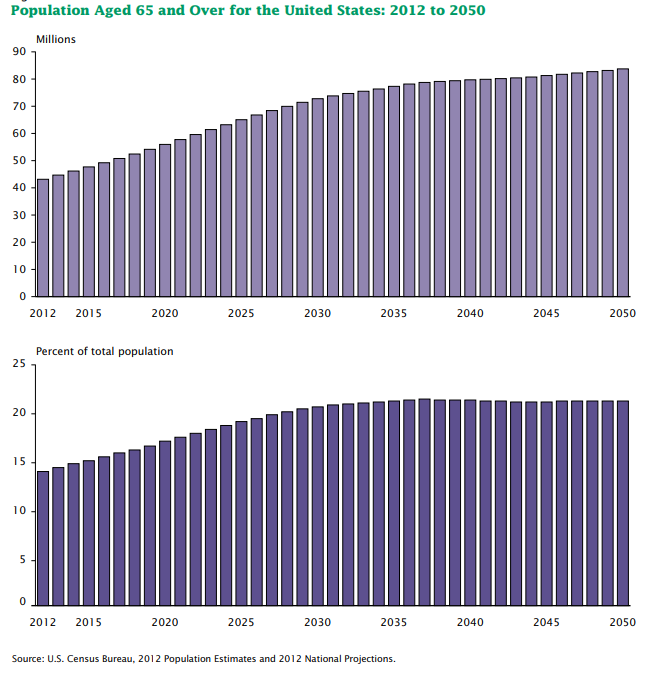 Population Aged 65 and Over for the United States: 2012 to 2050
Millions
90
80
70
60
50
40
30
20
10
0
2012 2015 2020 2025 2030 2035 2040 2045 2050
Percent of total population
25
20
15
10
5
0
2012 2015 2020 2025 2030 2035 2040 2045 2050
Source: U.S. Census Bureau, 2012 Population Estimates and 2012 National Projections.